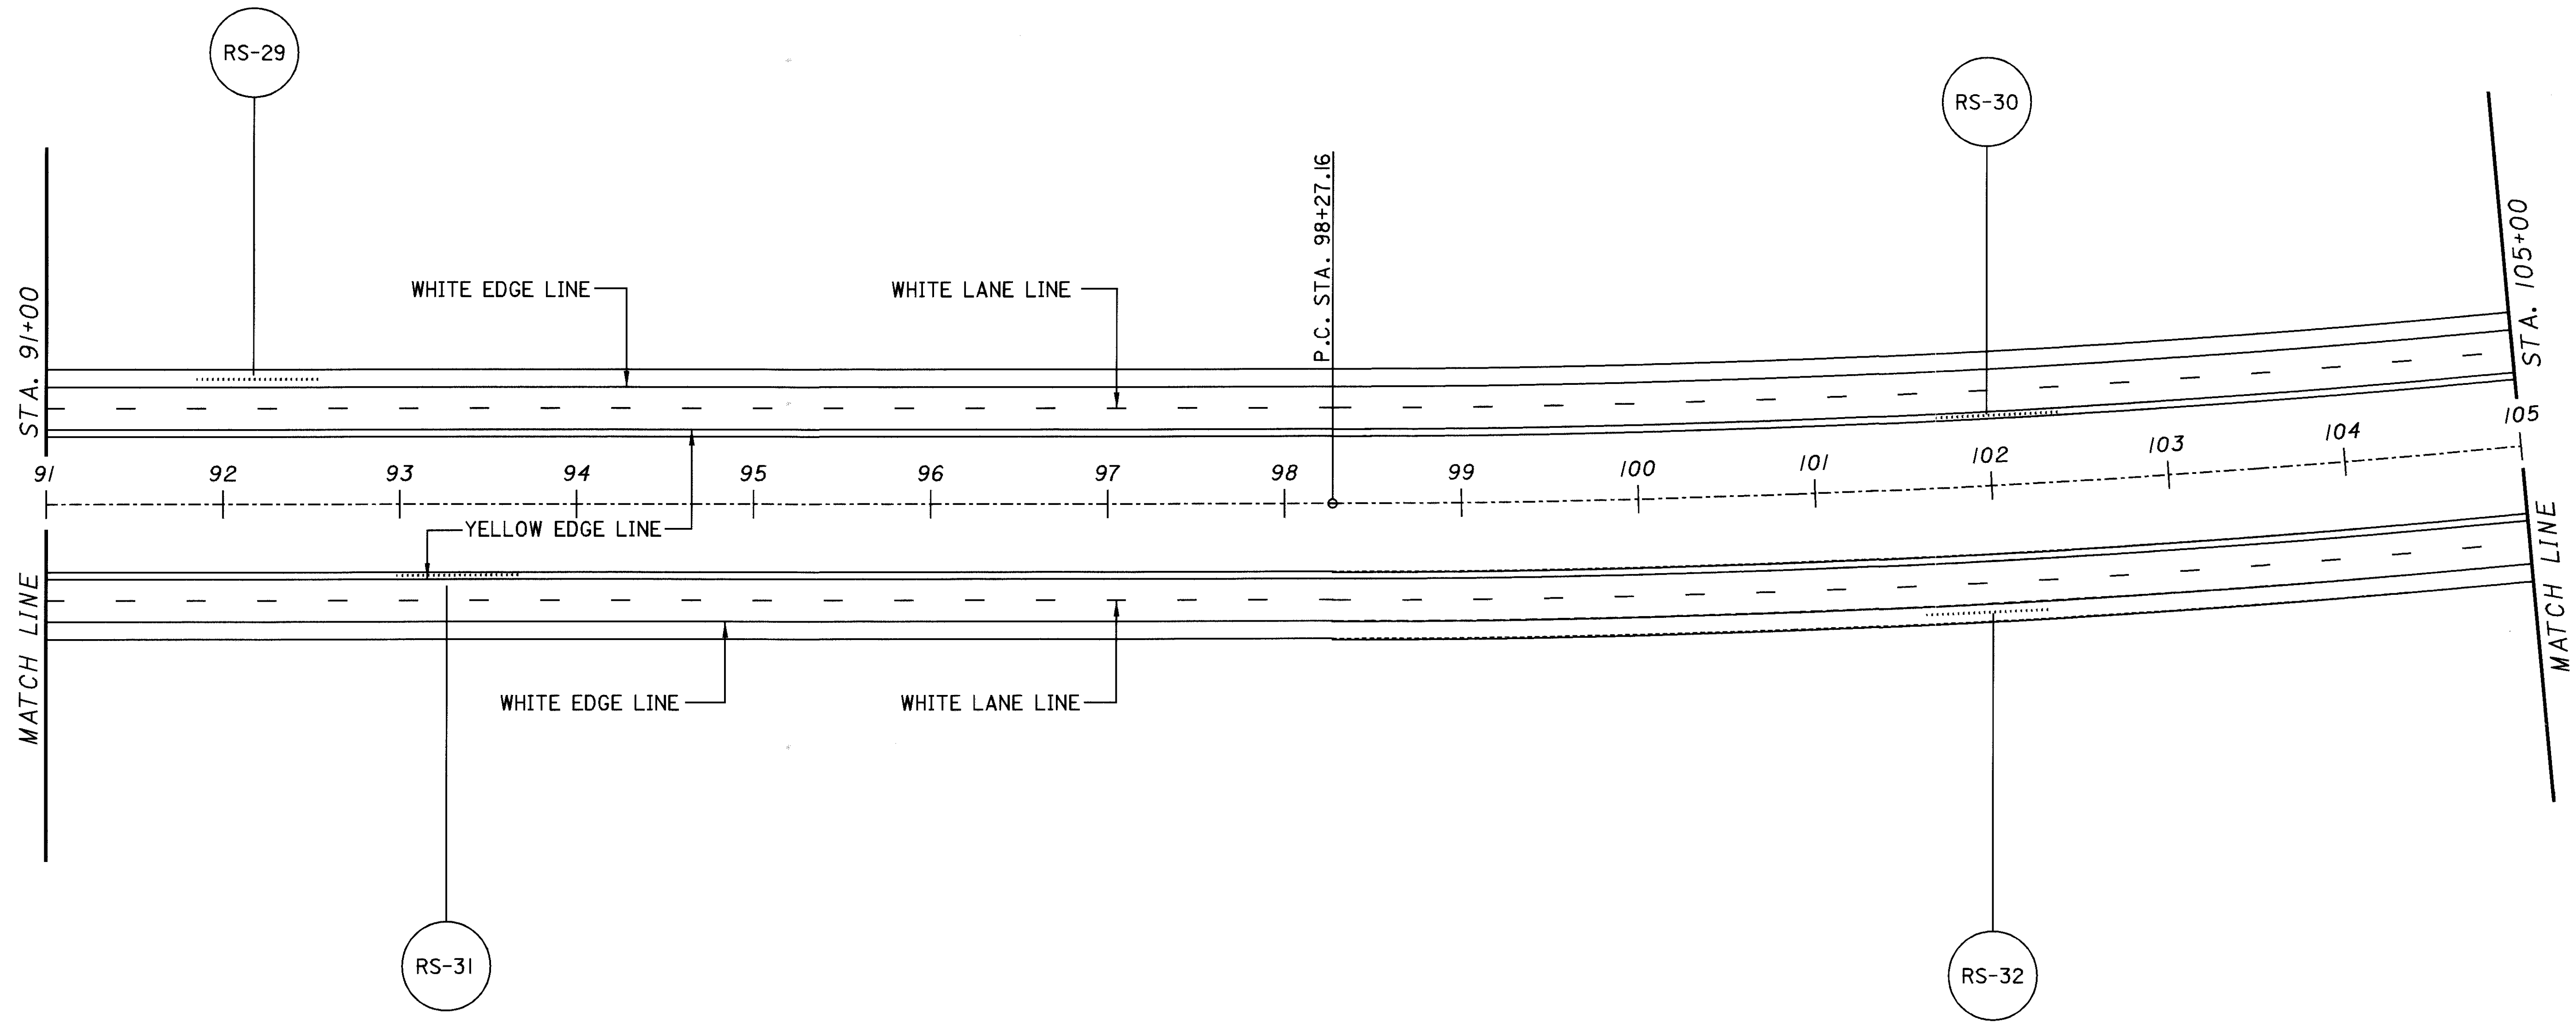 RS-29
RS-30
P.C. STA. 98+27.16
STA. 91+00
STA. 105+00
WHITE EDGE LINE
WHITE LANE LINE
91 92 93 94 95 96 97 98 99 100 101 102 103 104 105
YELLOW EDGE LINE
MATCH LINE
MATCH LINE
WHITE EDGE LINE
WHITE LANE LINE
RS-31
RS-32